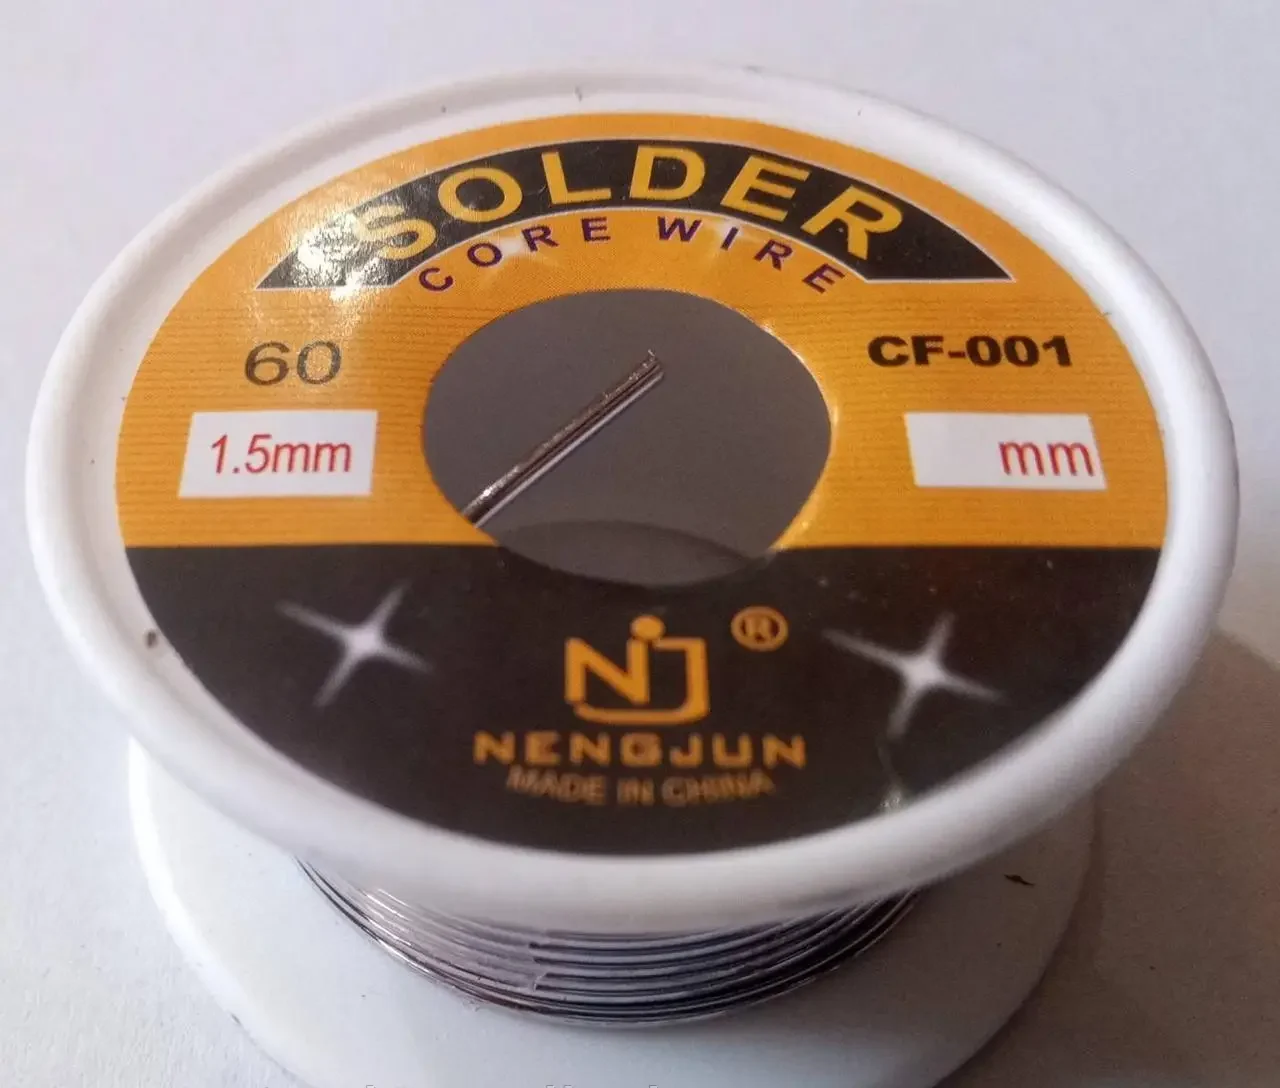 SOLDER
CORE WIRE
60
CF-001
1.5mm
mm
NJ ®
NENGJUN
MADE IN CHINA